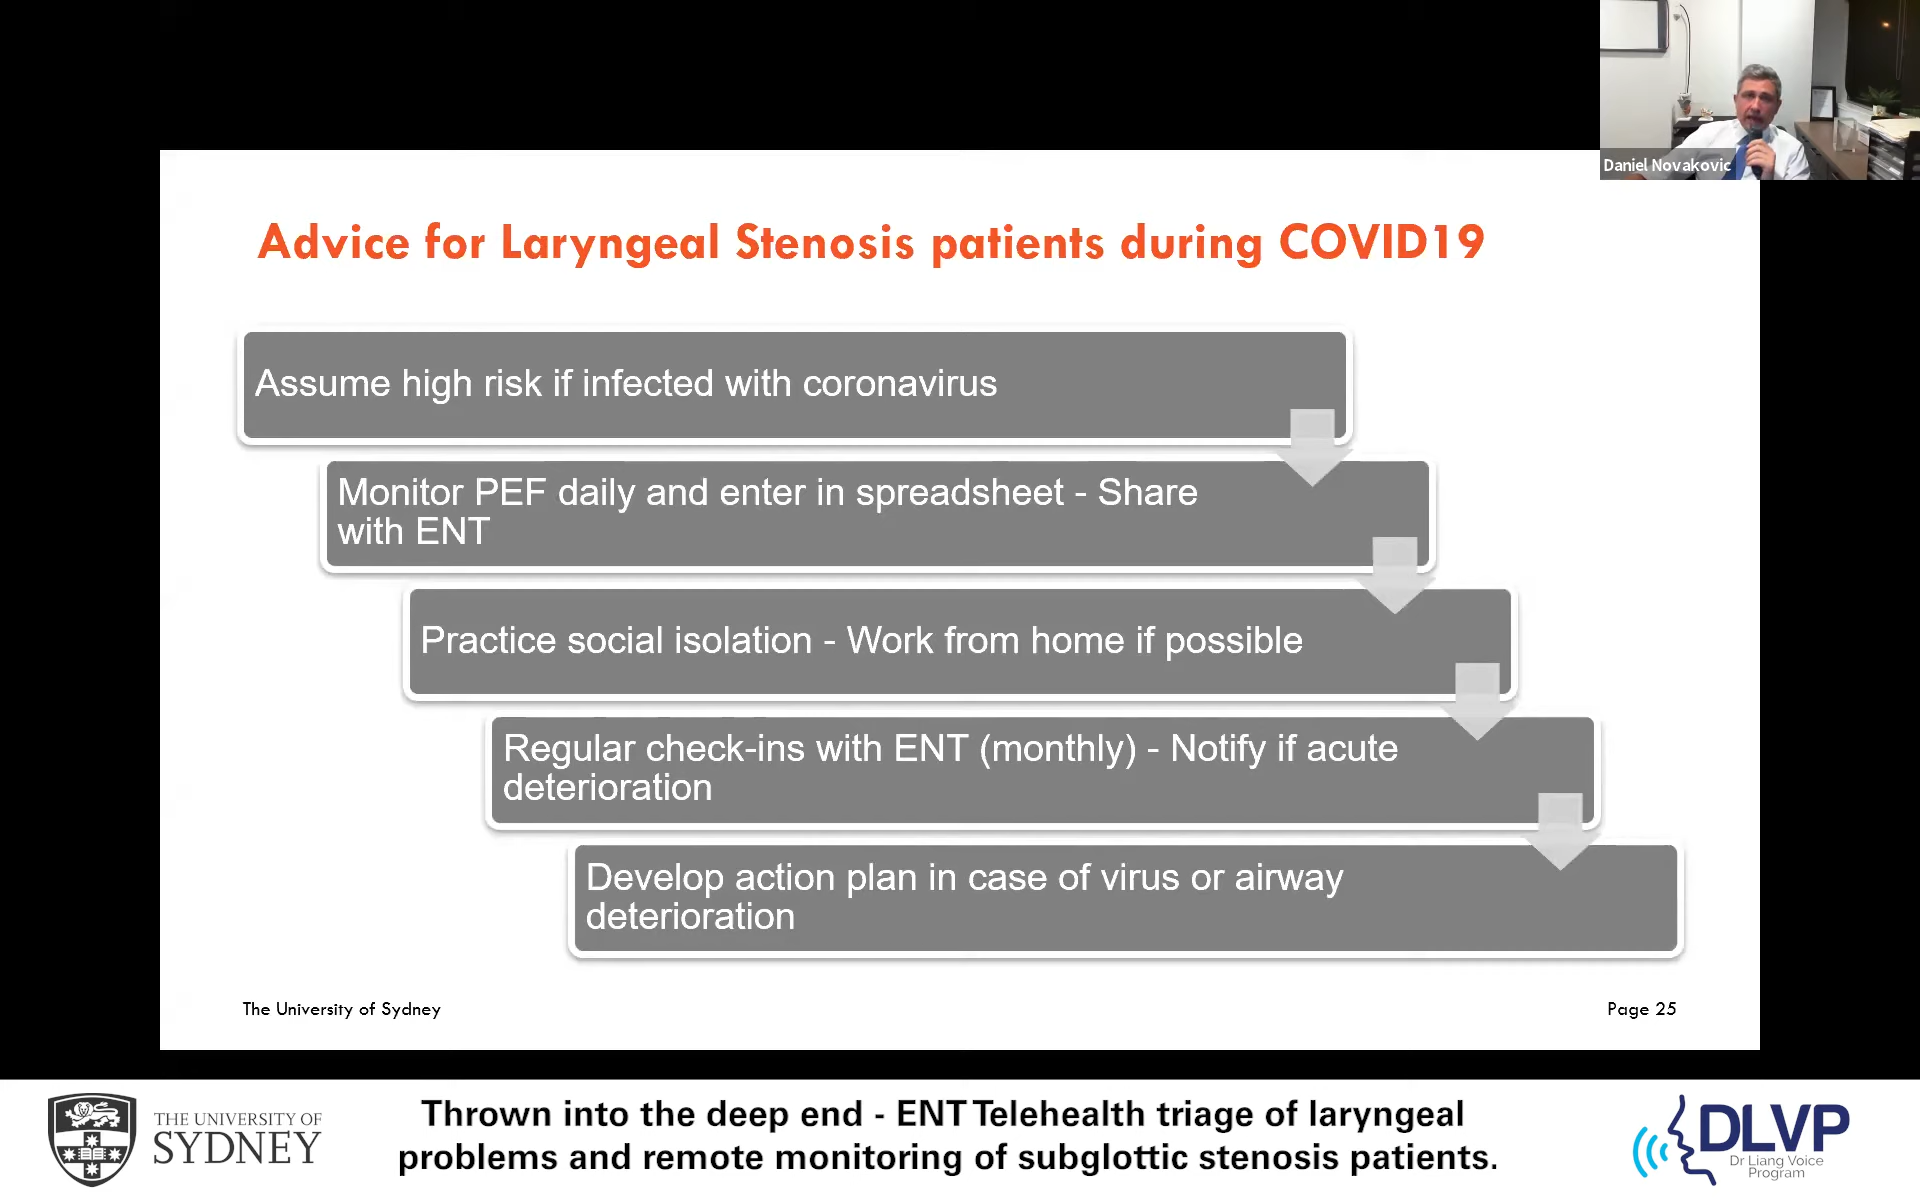 Daniel Novakovic
Advice for Laryngeal Stenosis patients during COVID19
Assume high risk if infected with coronavirus
Monitor PEF daily and enter in spreadsheet - Share
with ENT
Practice social isolation - Work from home if possible
Regular check-ins with ENT (monthly) - Notify if acute
deterioration
Develop action plan in case of virus or airway
deterioration
The University of Sydney
Page 25
THE UNIVERSITY OF
SYDNEY
Thrown into the deep end - ENT Telehealth triage of laryngeal
problems and remote monitoring of subglottic stenosis patients.
DLVP
Dr Liang Voice
Program